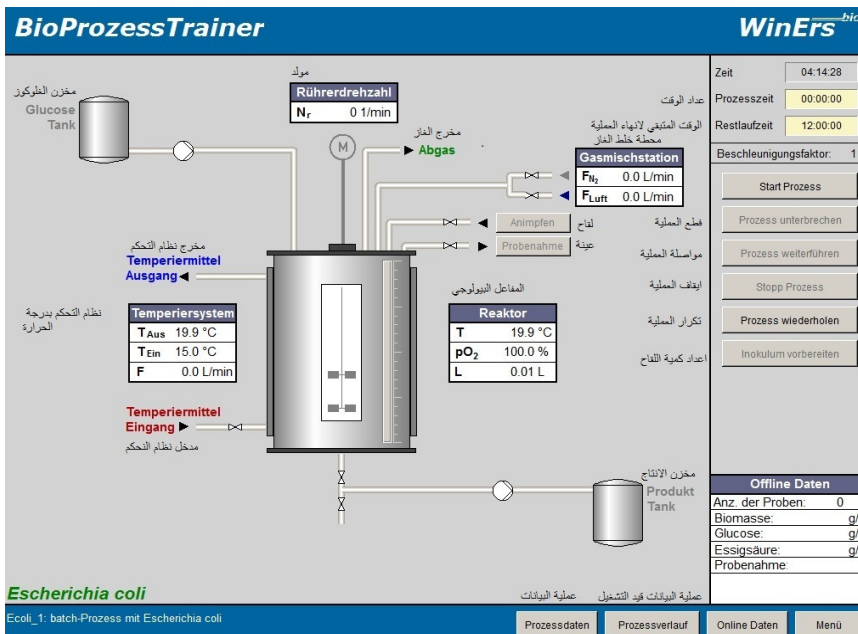 BioProzessTrainer
WinErs bio
مخزن الغلوكوز
Glucose
Tank
مولد
Rührerdrehzahl
Nr 0 1/min
M
مخرج الغاز
Abgas
عداد الوقت
الوقت المتبقي لانهاء العملية
محطة خلط الغاز
Gasmischstation
FN2 0.0 L/min
FLuft 0.0 L/min
Animpfen
لقاح
Probenahme
عينة
قطع العملية
مواصلة العملية
ايقاف العملية
تكرار العملية
اعداد كمية اللقاح
مخرج نظام التحكم
Temperiermittel
Ausgang
نظام التحكم بدرجة
الحرارة
Temperiersystem
TAus 19.9 °C
TEin 15.0 °C
F 0.0 L/min
المفاعل البيولوجي
Reaktor
T 19.9 °C
pO2 100.0 %
L 0.01 L
Temperiermittel
Eingang
مدخل نظام التحكم
مخزن الانتاج
Produkt
Tank
Zeit 04:14:28
Prozesszeit 00:00:00
Restlaufzeit 12:00:00
Beschleunigungsfaktor: 1
Start Prozess
Prozess unterbrechen
Prozess weiterführen
Stopp Prozess
Prozess wiederholen
Inokulum vorbereiten
Offline Daten
Anz. der Proben: 0
Biomasse: g/
Glucose: g/
Essigsäure: g/
Probenahme:
Escherichia coli
عملية البيانات
عملية البيانات قيد التشغيل
Ecoli_1: batch-Prozess mit Escherichia coli
Prozessdaten
Prozessverlauf
Online Daten
Menü